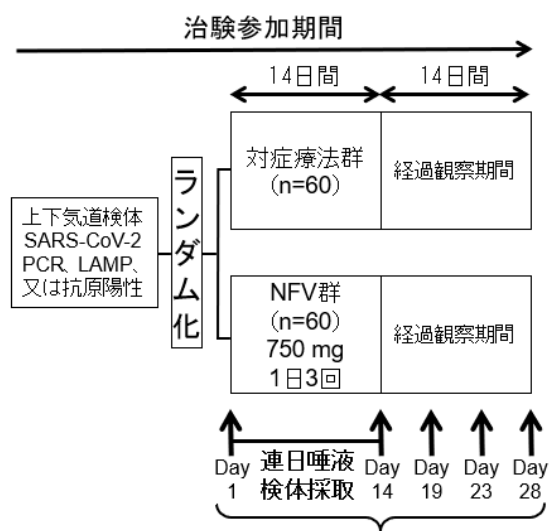 治験参加期間
14日間
14日間
対症療法群
(n=60)
経過観察期間
上下気道検体
SARS-CoV-2
PCR、LAMP、
又は抗原陽性
ランダム化
NFV群
(n=60)
750 mg
1日3回
経過観察期間
連日唾液
検体採取
Day
1
Day
14
Day
19
Day
23
Day
28